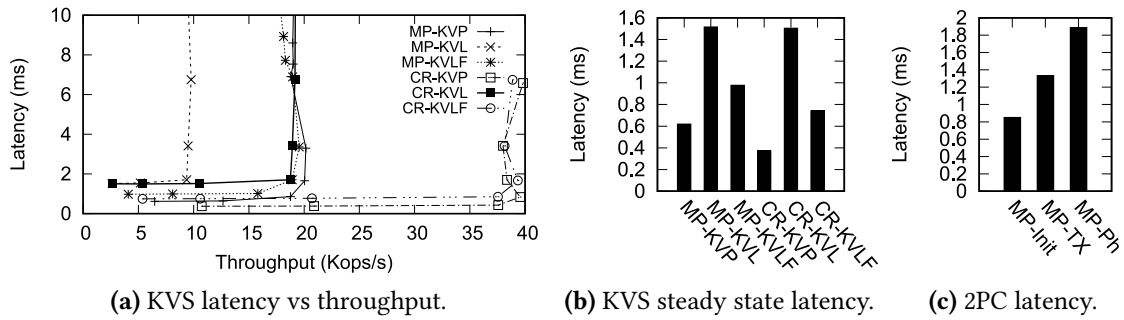 Latency (ms)
10
8
6
4
2
0
0 5 10 15 20 25 30 35 40
Throughput (Kops/s)
MP-KVP
MP-KVL
MP-KVLF
CR-KVP
CR-KVL
CR-KVLF
(a) KVS latency vs throughput.
Latency (ms)
1.6
1.4
1.2
1
0.8
0.6
0.4
0.2
0
MP-KVP
MP-KVL
MP-KVLF
CR-KVP
CR-KVL
CR-KVLF
(b) KVS steady state latency.
Latency (ms)
2
1.8
1.6
1.4
1.2
1
0.8
0.6
0.4
0.2
0
MP-Init
MP-TX
MP-Ph
(c) 2PC latency.